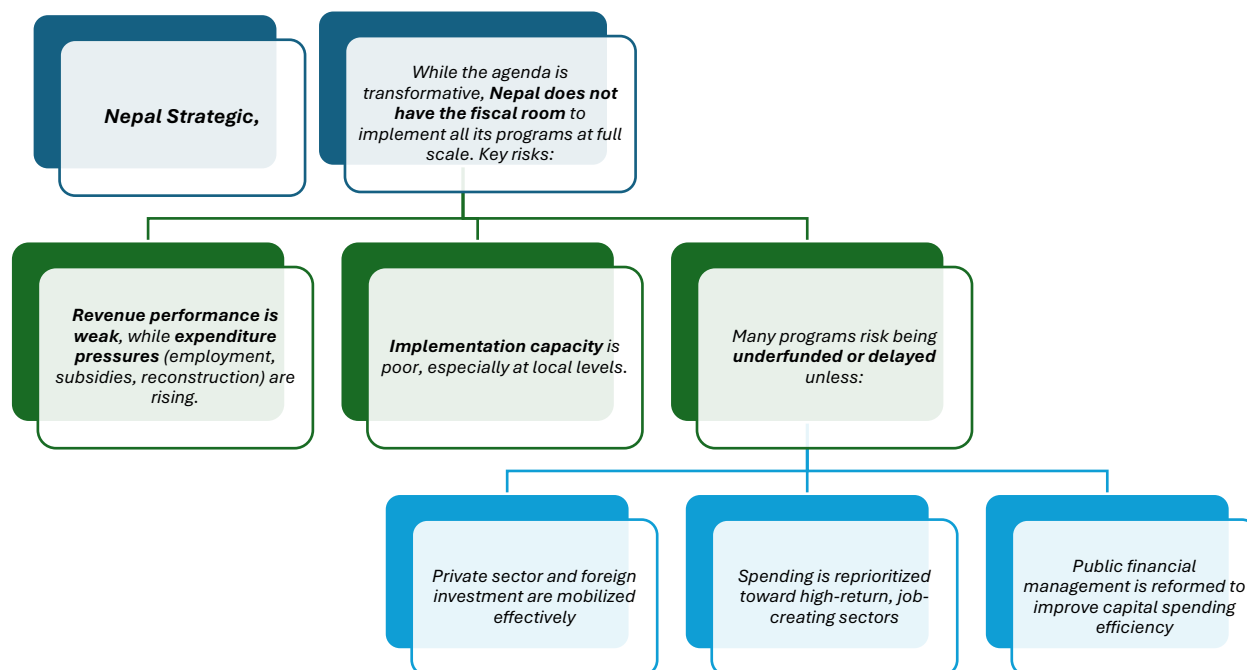 Nepal Strategic,
While the agenda is
transformative, Nepal does not
have the fiscal room to
implement all its programs at full
scale. Key risks:
Revenue performance is
weak, while expenditure
pressures (employment,
subsidies, reconstruction) are
rising.
Implementation capacity is
poor, especially at local levels.
Many programs risk being
underfunded or delayed
unless:
Private sector and foreign
investment are mobilized
effectively
Spending is reprioritized
toward high-return, job-
creating sectors
Public financial
management is reformed to
improve capital spending
efficiency